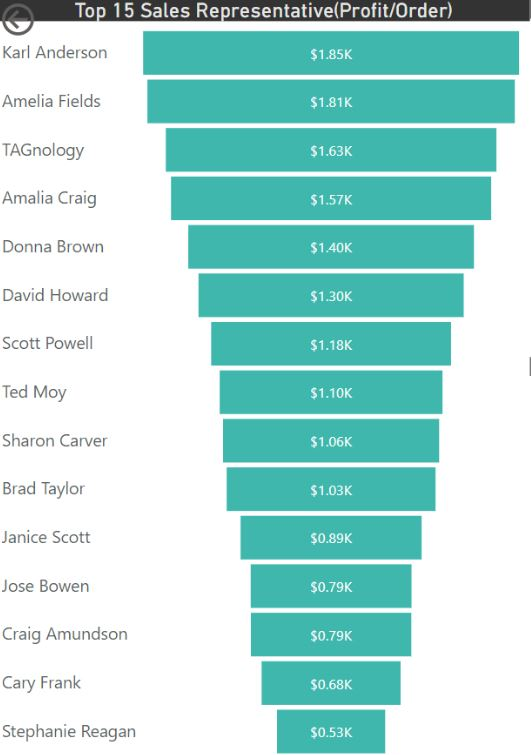 Top 15 Sales Representative(Profit/Order)
Karl Anderson $1.85K
Amelia Fields $1.81K
TAGnology $1.63K
Amalia Craig $1.57K
Donna Brown $1.40K
David Howard $1.30K
Scott Powell $1.18K
Ted Moy $1.10K
Sharon Carver $1.06K
Brad Taylor $1.03K
Janice Scott $0.89K
Jose Bowen $0.79K
Craig Amundson $0.79K
Cary Frank $0.68K
Stephanie Reagan $0.53K